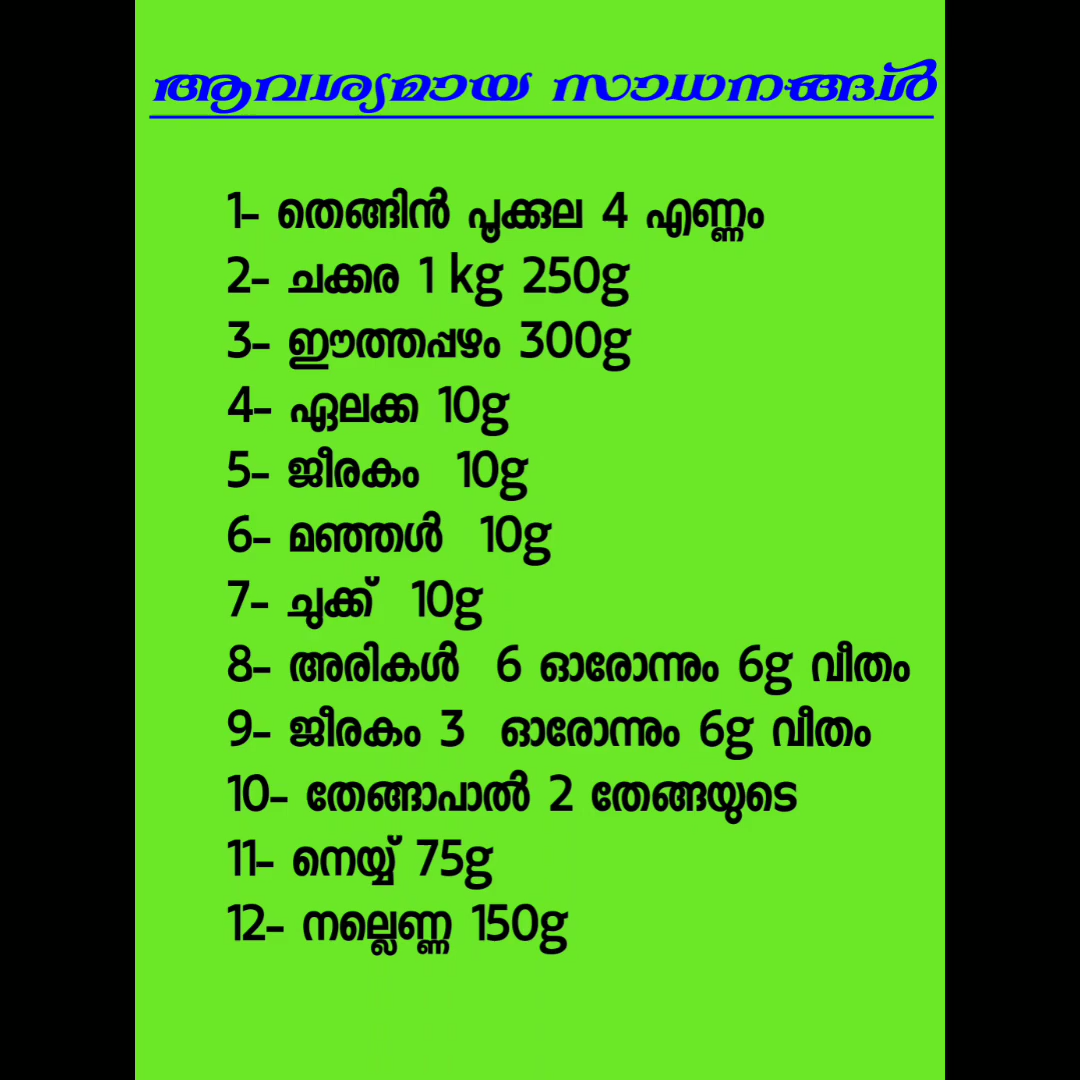 ആവശ്യമായ സാധനങ്ങൾ
1- തെങ്ങിൻ പൂക്കുല 4 എണ്ണം
2- ചക്കര 1 kg 250g
3- ഈത്തപ്പഴം 300g
4- ഏലക്ക 10g
5- ജീരകം 10g
6- മഞ്ഞൾ 10g
7- ചുക്ക് 10g
8- അരികൾ 6 ഓരോന്നും 6g വീതം
9- ജീരകം 3 ഓരോന്നും 6g വീതം
10- തേങ്ങാപാൽ 2 തേങ്ങയുടെ
11- നെയ്യ് 75g
12- നല്ലെണ്ണ 150g